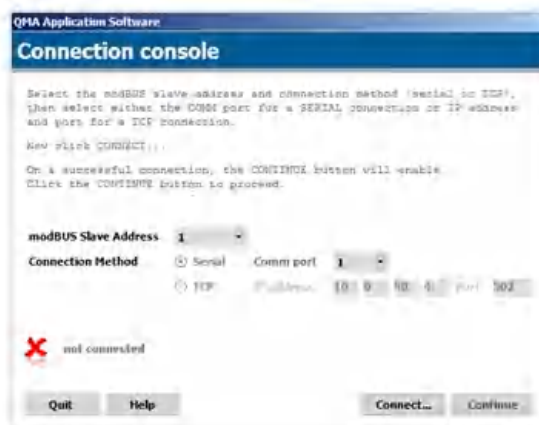 QMA Application Software
Connection console
Select the modBUS slave address and connection method (serial or TCP),
then select either the COMM port for a SERIAL connection or IP address
and port for a TCP connection.
Now click CONNECT...
On a successful connection, the CONTINUE button will enable.
Click the CONTINUE button to proceed.
modBUS Slave Address 1
Connection Method Serial Comm port 1
TCP IP address 10 0 Port 502
not connected
Quit Help Connect... Continue